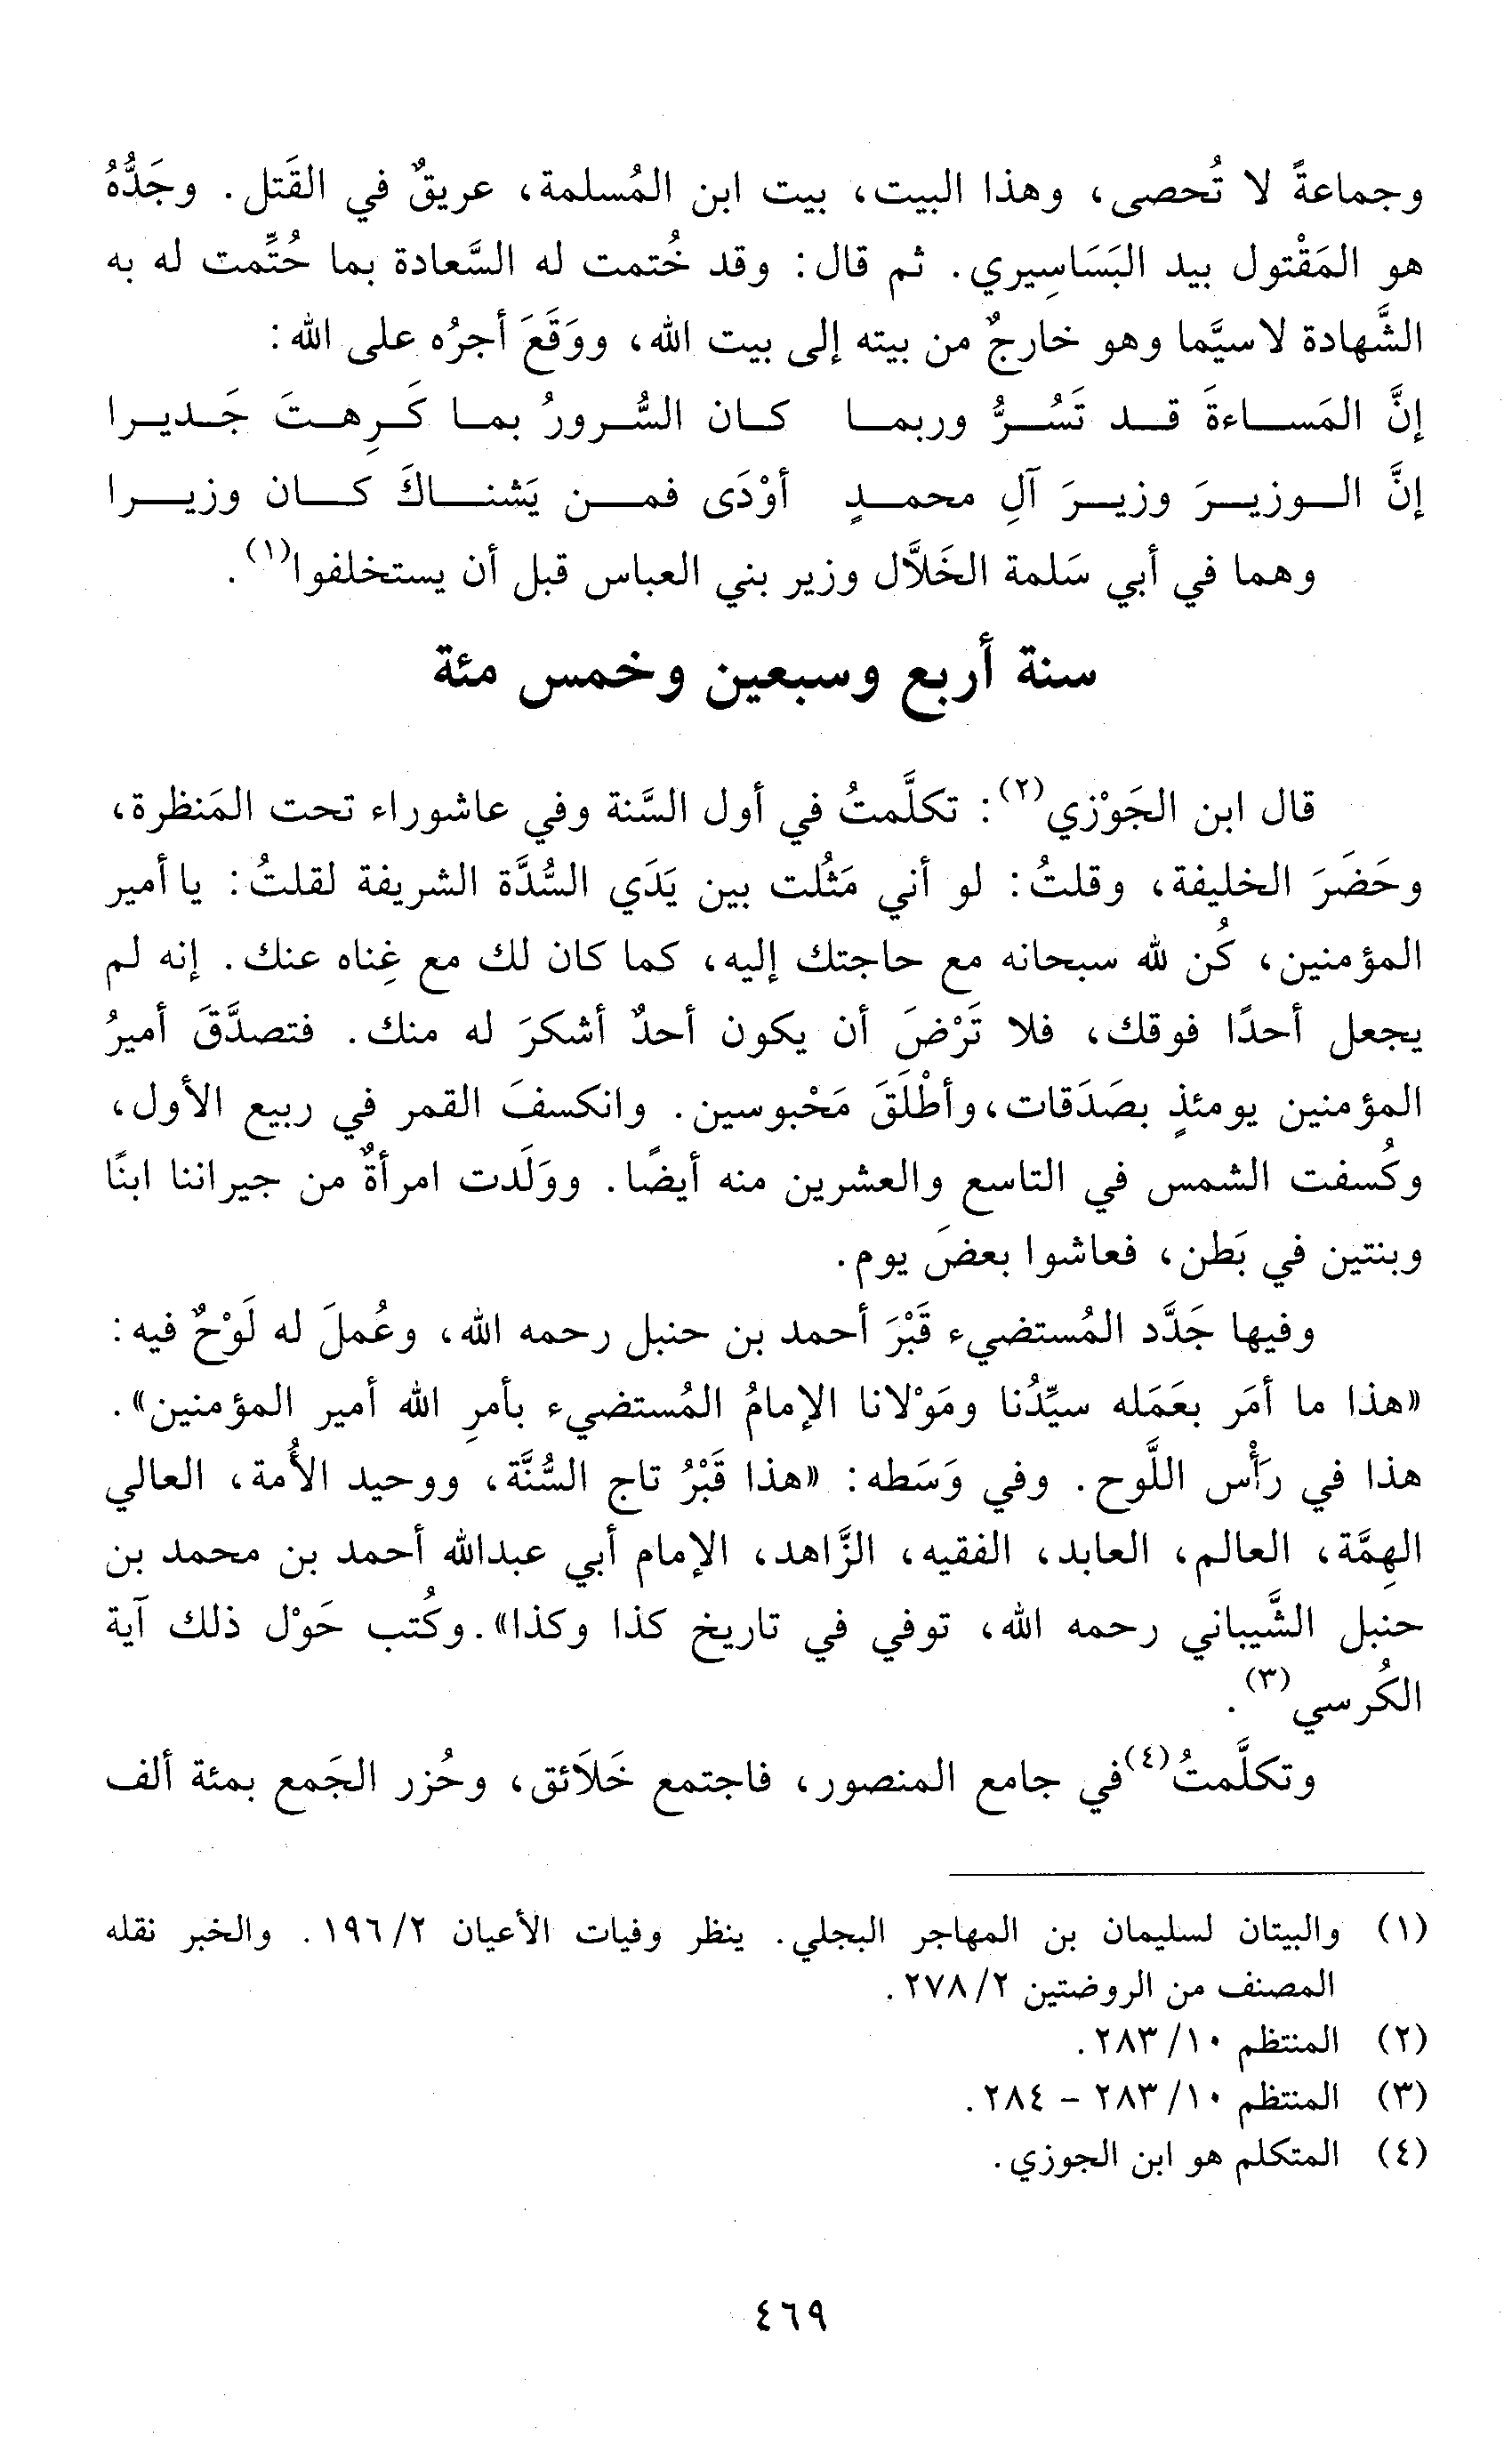 وجماعةً لا تُحصى، وهذا البيت، بيت ابن المُسلمة، عريقٌ في القَتل. وجَدُّهُ
هو المَقْتول بيد البَسَاسِيري. ثم قال: وقد خُتمت له السَّعادة بما حُتِّمت له به
الشَّهادة لاسيَّما وهو خارجٌ من بيته إلى بيت الله، ووَقَعَ أجرُه على الله:
إنَّ المَساءةَ قد تَسُرُّ وربما كان السُّرورُ بما كَرِهتَ جَديرا
إنَّ الوزيرَ وزيرَ آلِ محمدٍ أوْدَى فمن يَشناكَ كان وزيرا
وهما في أبي سَلمة الخَلاَّل وزير بني العباس قبل أن يستخلفوا(١).
سنة أربع وسبعين وخمس مئة
قال ابن الجَوْزي(٢): تكلَّمتُ في أول السَّنة وفي عاشوراء تحت المَنظرة،
وحَضَرَ الخليفة، وقلتُ: لو أني مَثُلت بين يَدَي السُّدَّة الشريفة لقلتُ: يا أمير
المؤمنين، كُن لله سبحانه مع حاجتك إليه، كما كان لك مع غِناه عنك. إنه لم
يجعل أحدًا فوقك، فلا تَرْضَ أن يكون أحدٌ أشكرَ له منك. فتصدَّقَ أميرُ
المؤمنين يومئذٍ بصَدَقات، وأطْلَقَ مَحْبوسين. وانكسفَ القمر في ربيع الأول،
وكُسفت الشمس في التاسع والعشرين منه أيضًا. ووَلَدت امرأةٌ من جيراننا ابنًا
وبنتين في بَطن، فعاشوا بعضَ يوم.
وفيها جَدَّد المُستضيء قَبْرَ أحمد بن حنبل رحمه الله، وعُملَ له لَوْحٌ فيه:
«هذا ما أمَر بعَمَله سيِّدُنا ومَوْلانا الإمامُ المُستضيء بأمرِ الله أمير المؤمنين».
هذا في رَأْس اللَّوح. وفي وَسَطه: «هذا قَبْرُ تاج السُّنَّة، ووحيد الأُمة، العالي
الهِمَّة، العالم، العابد، الفقيه، الزَّاهد، الإمام أبي عبدالله أحمد بن محمد بن
حنبل الشَّيباني رحمه الله، توفي في تاريخ كذا وكذا». وكُتب حَوْل ذلك آية
الكُرسي(٣).
وتكلَّمتُ(٤) في جامع المنصور، فاجتمع خَلاَئق، وحُزر الجَمع بمئة ألف
(١) والبيتان لسليمان بن المهاجر البجلي. ينظر وفيات الأعيان ٢/ ١٩٦. والخبر نقله
المصنف من الروضتين ٢/ ٢٧٨.
(٢) المنتظم ١٠/ ٢٨٣.
(٣) المنتظم ١٠/ ٢٨٣ - ٢٨٤.
(٤) المتكلم هو ابن الجوزي.
٤٦٩